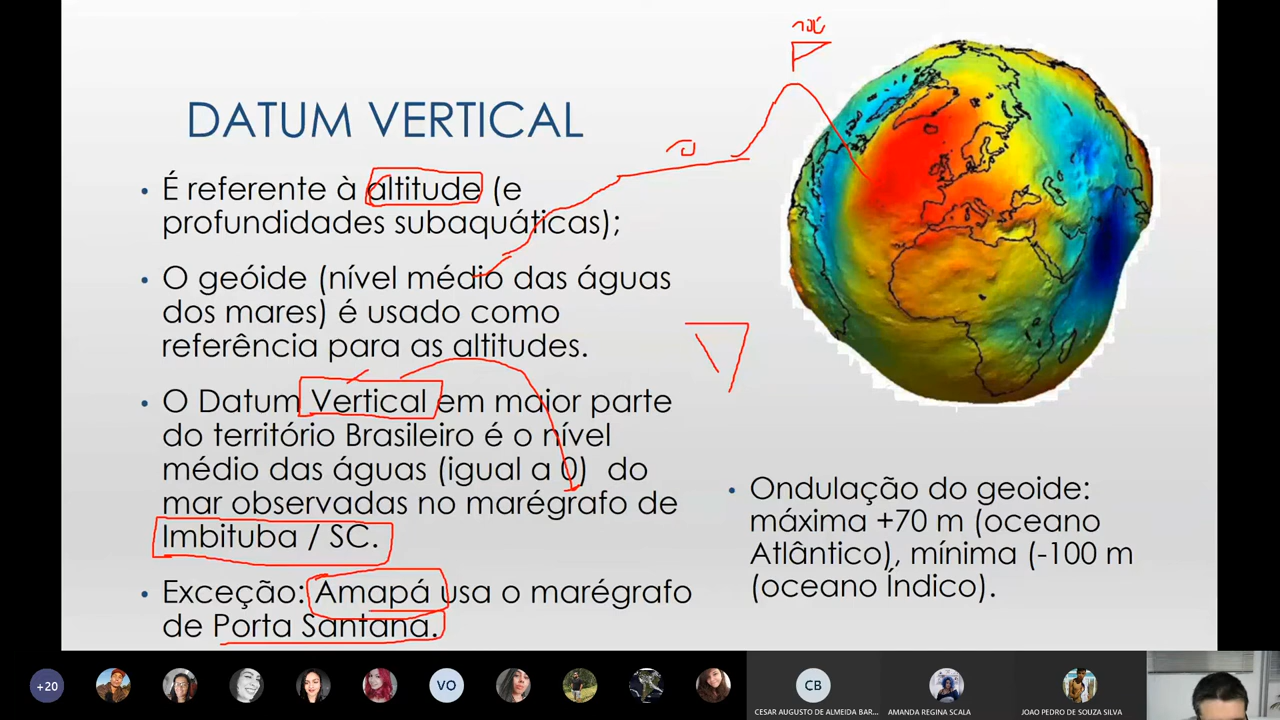 DATUM VERTICAL
• É referente à altitude (e
profundidades subaquáticas);
• O geóide (nível médio das águas
dos mares) é usado como
referência para as altitudes.
• O Datum Vertical em maior parte
do território Brasileiro é o nível
médio das águas (igual a 0) do
mar observadas no marégrafo de
Imbituba / SC.
• Exceção: Amapá usa o marégrafo
de Porta Santana.
• Ondulação do geoide:
máxima +70 m (oceano
Atlântico), mínima (-100 m
(oceano Índico).
+20
VO
CB
CESAR AUGUSTO DE ALMEIDA BAR...
AMANDA REGINA SCALA
JOAO PEDRO DE SOUZA SILVA